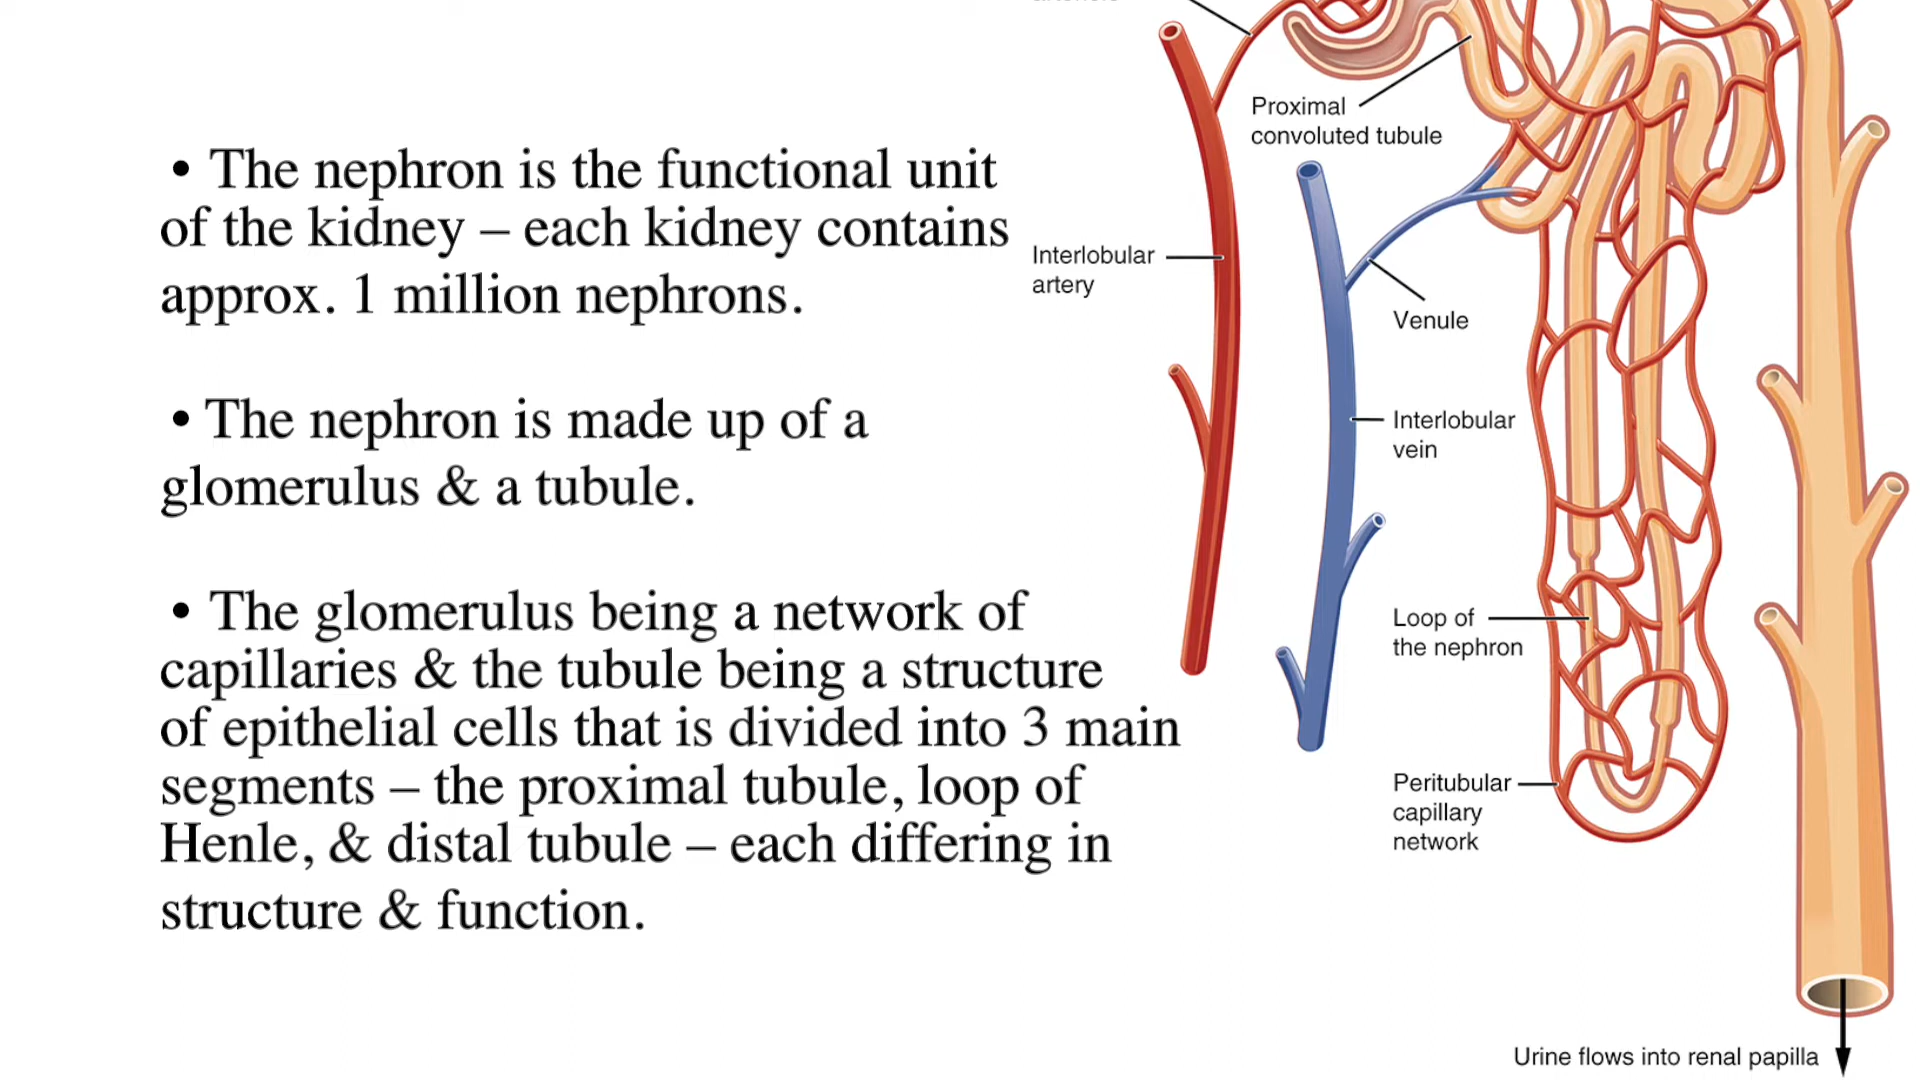 • The nephron is the functional unit
of the kidney – each kidney contains
approx. 1 million nephrons.
• The nephron is made up of a
glomerulus & a tubule.
• The glomerulus being a network of
capillaries & the tubule being a structure
of epithelial cells that is divided into 3 main
segments – the proximal tubule, loop of
Henle, & distal tubule – each differing in
structure & function.
Proximal
convoluted tubule
Interlobular
artery
Venule
Interlobular
vein
Loop of
the nephron
Peritubular
capillary
network
Urine flows into renal papilla